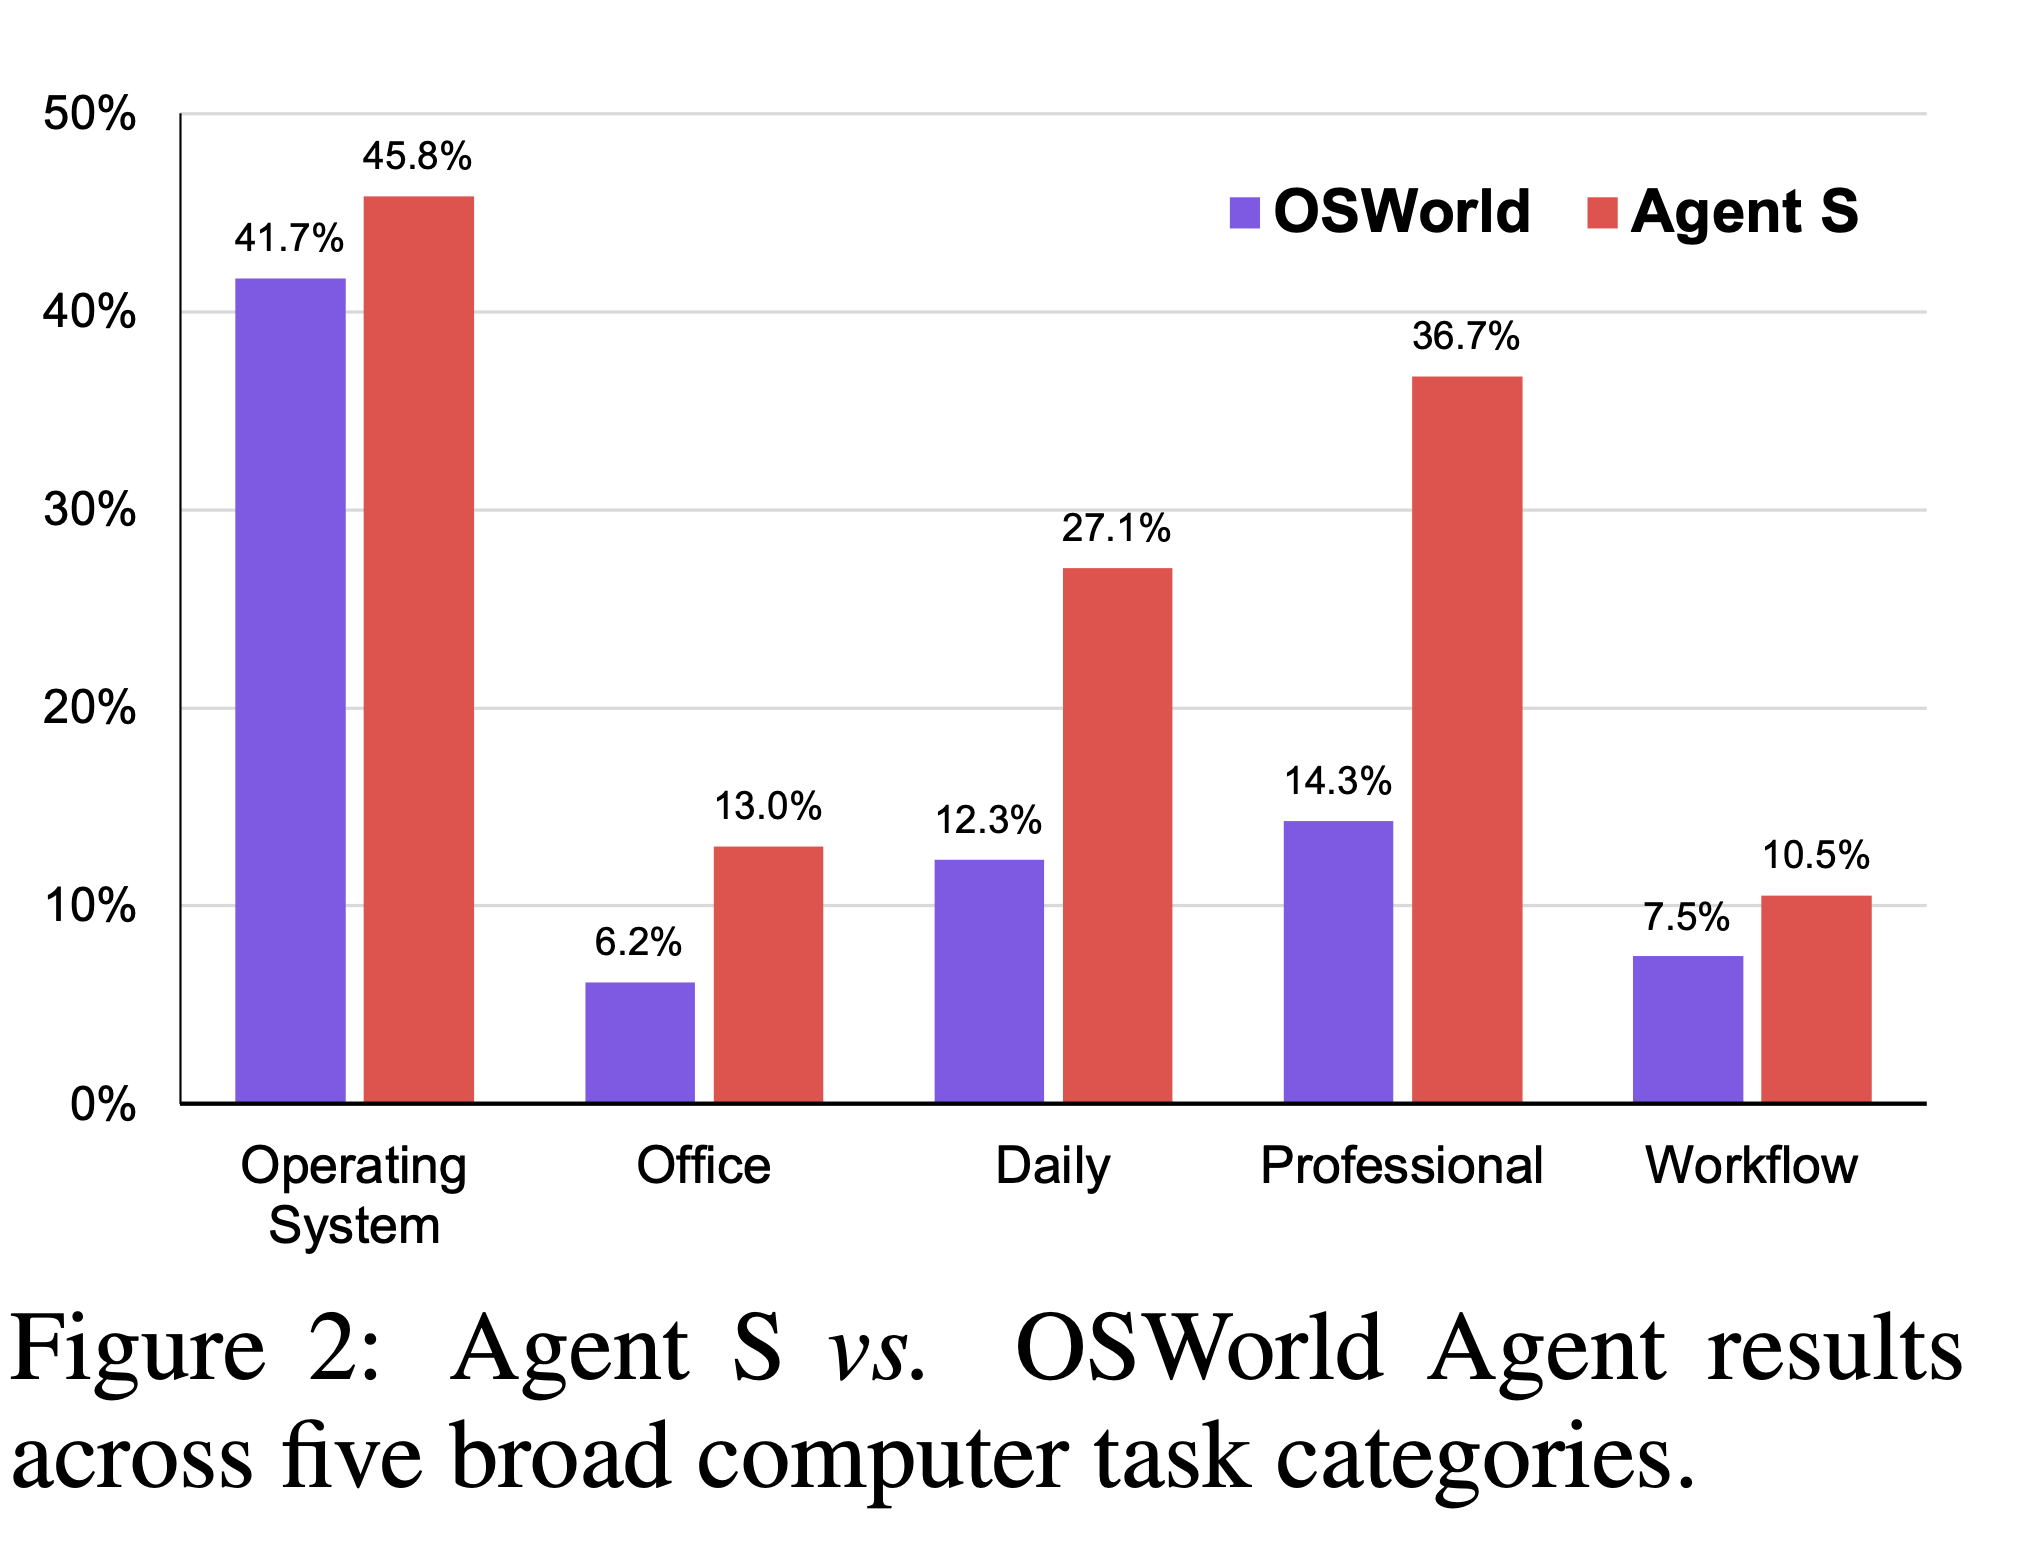 50%
45.8%
OSWorld Agent S
41.7%
40%
36.7%
30%
27.1%
20%
14.3%
13.0%
12.3%
10.5%
10%
7.5%
6.2%
0%
Operating System
Office
Daily
Professional
Workflow
Figure 2: Agent S vs. OSWorld Agent results
across five broad computer task categories.